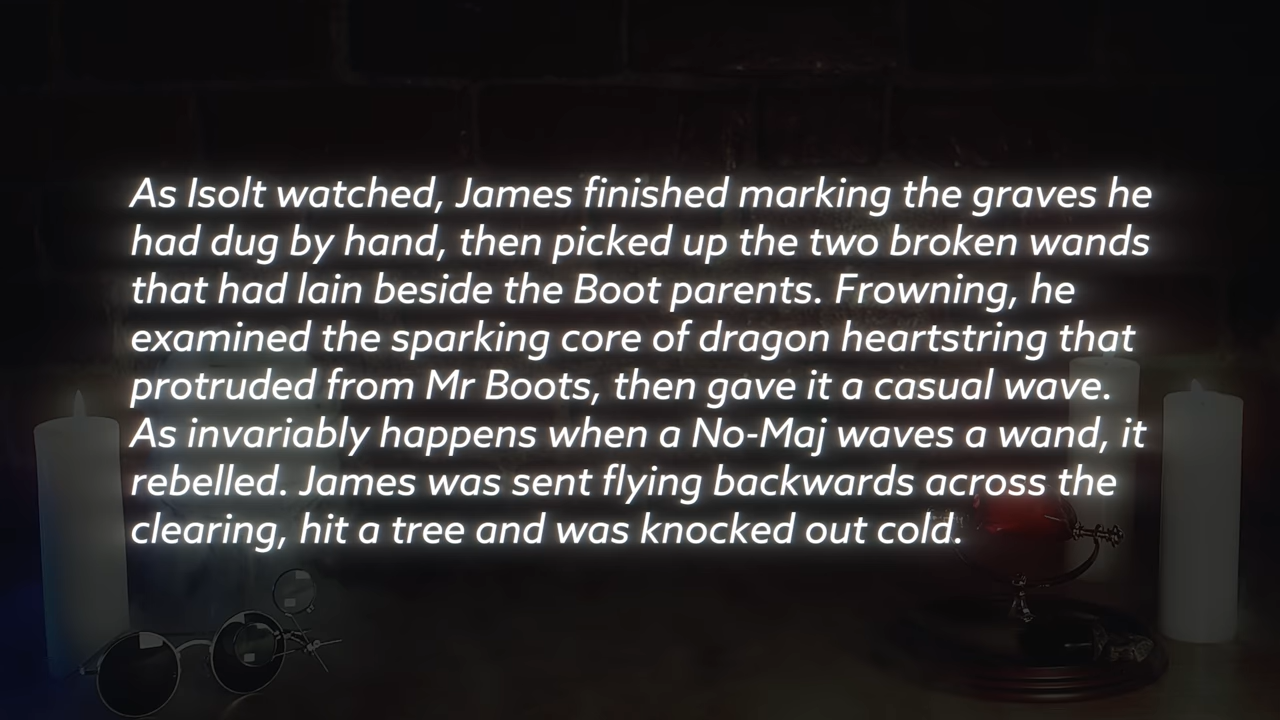 As Isolt watched, James finished marking the graves he
had dug by hand, then picked up the two broken wands
that had lain beside the Boot parents. Frowning, he
examined the sparking core of dragon heartstring that
protruded from Mr Boots, then gave it a casual wave.
As invariably happens when a No-Maj waves a wand, it
rebelled. James was sent flying backwards across the
clearing, hit a tree and was knocked out cold.